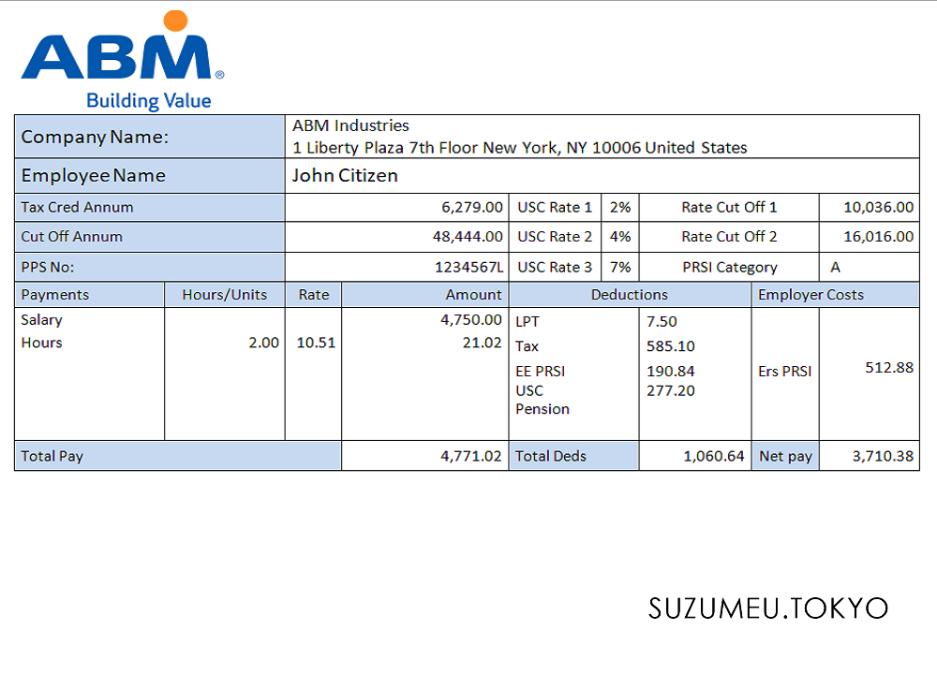 ABM®
Building Value
Company Name: ABM Industries
1 Liberty Plaza 7th Floor New York, NY 10006 United States
Employee Name John Citizen
Tax Cred Annum 6,279.00 USC Rate 1 2% Rate Cut Off 1 10,036.00
Cut Off Annum 48,444.00 USC Rate 2 4% Rate Cut Off 2 16,016.00
PPS No: 1234567L USC Rate 3 7% PRSI Category A
Payments Hours/Units Rate Amount Deductions Employer Costs
Salary 4,750.00 LPT 7.50
Hours 2.00 10.51 21.02 Tax 585.10
EE PRSI 190.84 Ers PRSI 512.88
USC 277.20
Pension
Total Pay 4,771.02 Total Deds 1,060.64 Net pay 3,710.38
SUZUMEU.TOKYO